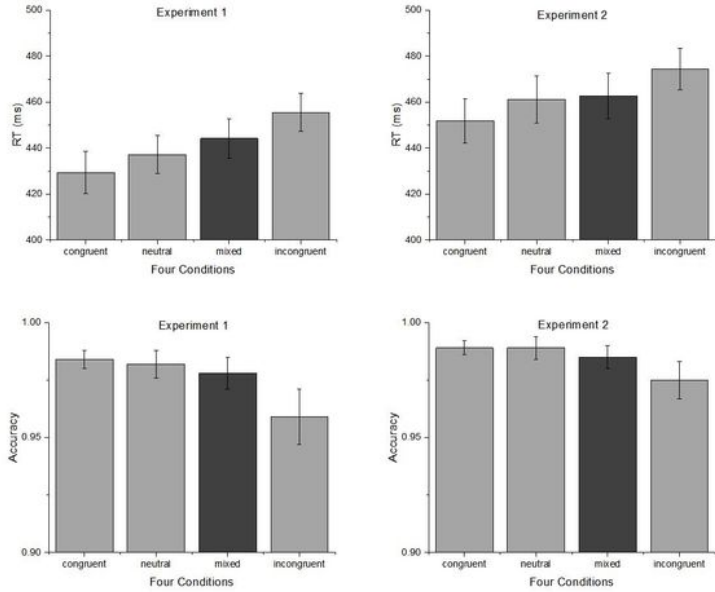 Experiment 1
500
480
460
440
420
400
RT (ms)
congruent neutral mixed incongruent
Four Conditions
Experiment 2
500
480
460
440
420
400
RT (ms)
congruent neutral mixed incongruent
Four Conditions
Experiment 1
1.00
0.95
0.90
Accuracy
congruent neutral mixed incongruent
Four Conditions
Experiment 2
1.00
0.95
0.90
Accuracy
congruent neutral mixed incongruent
Four Conditions